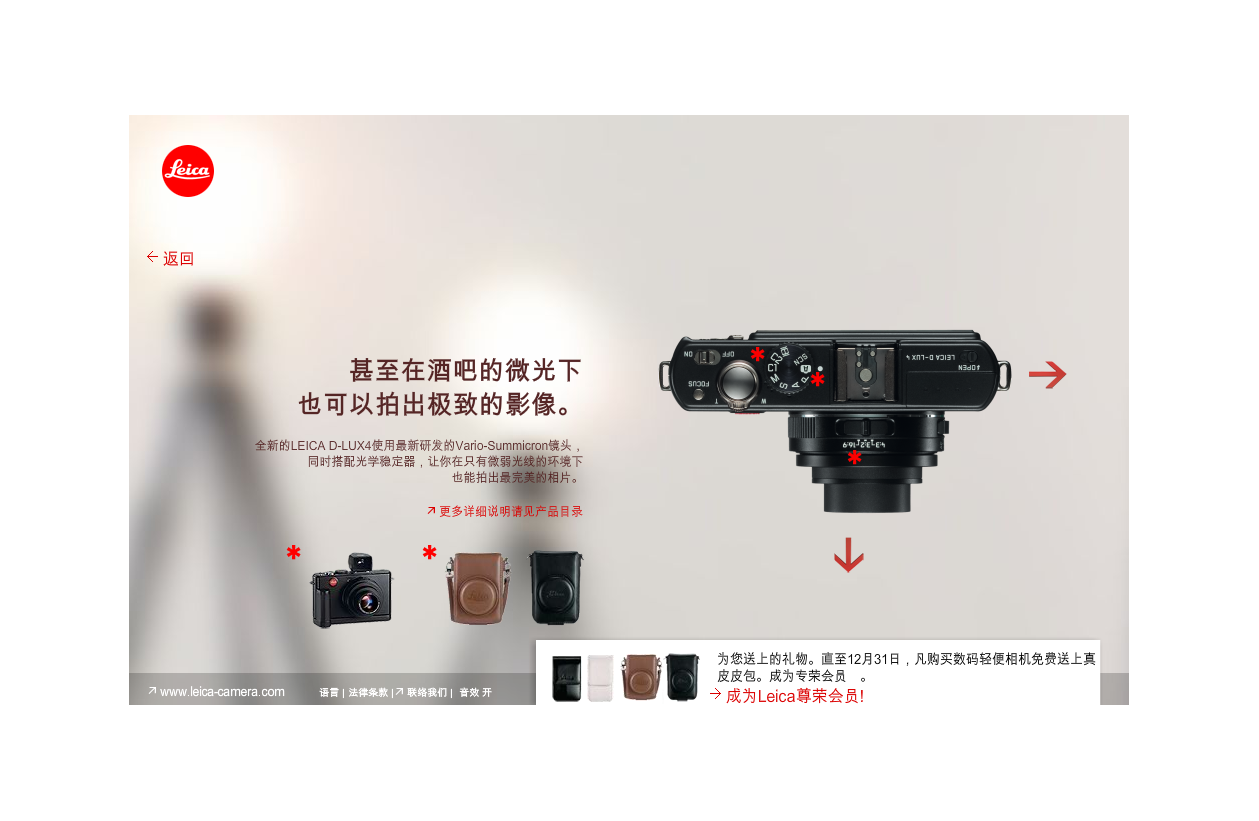 Leica
返回
甚至在酒吧的微光下
也可以拍出极致的影像。
全新的LEICA D-LUX4使用最新研发的Vario-Summicron镜头，
同时搭配光学稳定器，让你在只有微弱光线的环境下
也能拍出最完美的相片。
更多详细说明请见产品目录
ON OFF
FOCUS
T W
SCN
M S A P
LEICA D-LUX 4
OPEN
为您送上的礼物。直至12月31日，凡购买数码轻便相机免费送上真
皮皮包。成为专荣会员 。
成为Leica尊荣会员!
www.leica-camera.com
语言 | 法律条款 | 联络我们 | 音效 开